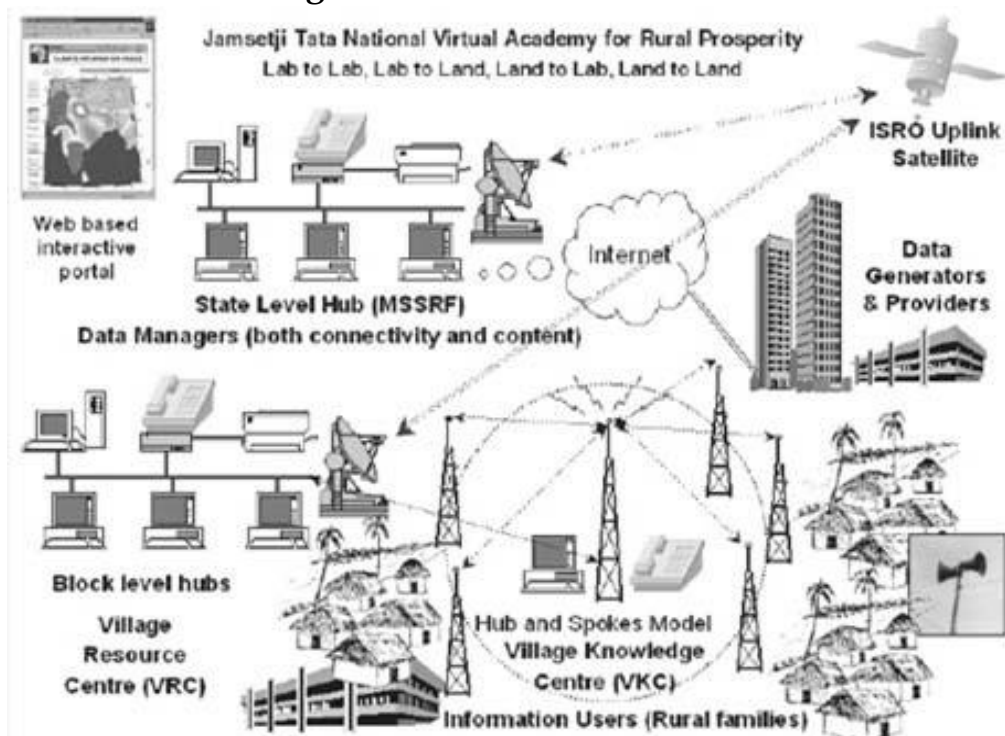 Jamsetji Tata National Virtual Academy for Rural Prosperity
Lab to Lab, Lab to Land, Land to Lab, Land to Land
ISRO Uplink
Satellite
Web based
interactive
portal
Internet
Data
Generators
& Providers
State Level Hub (MSSRF)
Data Managers (both connectivity and content)
Block level hubs
Village
Resource
Centre (VRC)
Hub and Spokes Model
Village Knowledge
Centre (VKC)
Information Users (Rural families)